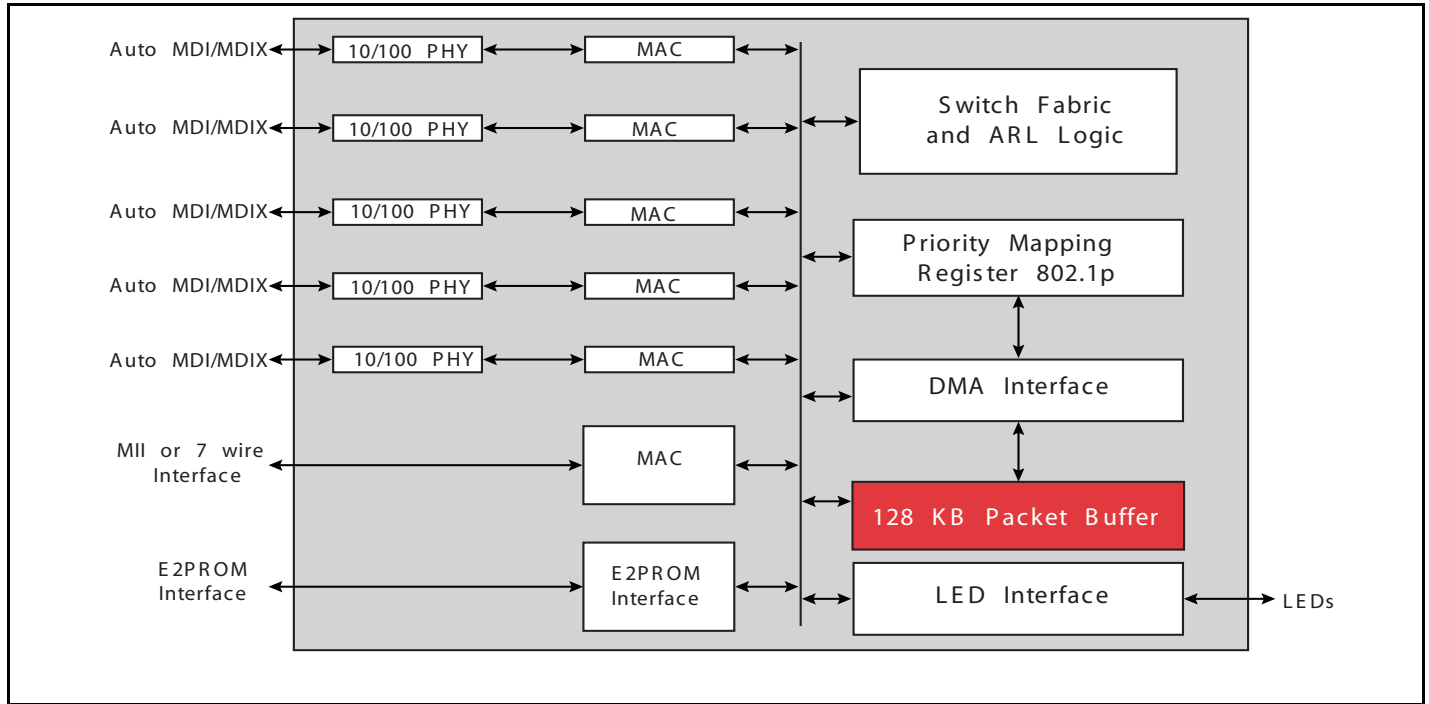 Auto MDI/MDIX
10/100 PHY
MAC
Auto MDI/MDIX
10/100 PHY
MAC
Auto MDI/MDIX
10/100 PHY
MAC
Auto MDI/MDIX
10/100 PHY
MAC
Auto MDI/MDIX
10/100 PHY
MAC
MII or 7 wire
Interface
MAC
E2PROM
Interface
E2PROM
Interface
Switch Fabric
and ARL Logic
Priority Mapping
Register 802.1p
DMA Interface
128 KB Packet Buffer
LED Interface
LEDs